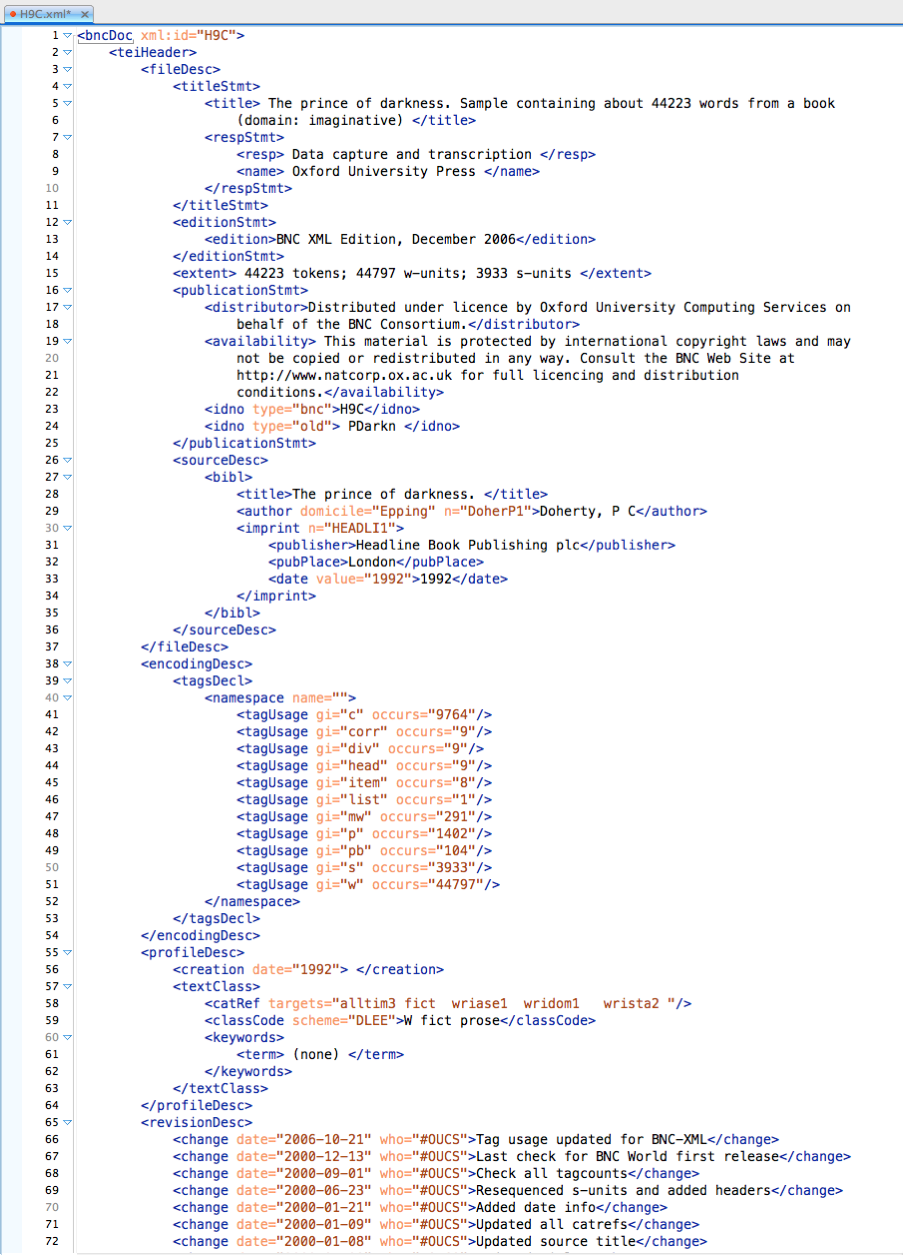 H9C.xml*
1 <bncDoc xml:id="H9C">
2 <teiHeader>
3 <fileDesc>
4 <titleStmt>
5 <title> The prince of darkness. Sample containing about 44223 words from a book
6 (domain: imaginative) </title>
7 <respStmt>
8 <resp> Data capture and transcription </resp>
9 <name> Oxford University Press </name>
10 </respStmt>
11 </titleStmt>
12 <editionStmt>
13 <edition>BNC XML Edition, December 2006</edition>
14 </editionStmt>
15 <extent> 44223 tokens; 44797 w-units; 3933 s-units </extent>
16 <publicationStmt>
17 <distributor>Distributed under licence by Oxford University Computing Services on
18 behalf of the BNC Consortium.</distributor>
19 <availability> This material is protected by international copyright laws and may
20 not be copied or redistributed in any way. Consult the BNC Web Site at
21 http://www.natcorp.ox.ac.uk for full licencing and distribution
22 conditions.</availability>
23 <idno type="bnc">H9C</idno>
24 <idno type="old"> PDarkn </idno>
25 </publicationStmt>
26 <sourceDesc>
27 <bibl>
28 <title>The prince of darkness. </title>
29 <author domicile="Epping" n="DoherP1">Doherty, P C</author>
30 <imprint n="HEADLI1">
31 <publisher>Headline Book Publishing plc</publisher>
32 <pubPlace>London</pubPlace>
33 <date value="1992">1992</date>
34 </imprint>
35 </bibl>
36 </sourceDesc>
37 </fileDesc>
38 <encodingDesc>
39 <tagsDecl>
40 <namespace name="">
41 <tagUsage gi="c" occurs="9764"/>
42 <tagUsage gi="corr" occurs="9"/>
43 <tagUsage gi="div" occurs="9"/>
44 <tagUsage gi="head" occurs="9"/>
45 <tagUsage gi="item" occurs="8"/>
46 <tagUsage gi="list" occurs="1"/>
47 <tagUsage gi="mw" occurs="291"/>
48 <tagUsage gi="p" occurs="1402"/>
49 <tagUsage gi="pb" occurs="104"/>
50 <tagUsage gi="s" occurs="3933"/>
51 <tagUsage gi="w" occurs="44797"/>
52 </namespace>
53 </tagsDecl>
54 </encodingDesc>
55 <profileDesc>
56 <creation date="1992"> </creation>
57 <textClass>
58 <catRef targets="alltim3 fict  wriase1  wridom1   wrista2 "/>
59 <classCode scheme="DLEE">W fict prose</classCode>
60 <keywords>
61 <term> (none) </term>
62 </keywords>
63 </textClass>
64 </profileDesc>
65 <revisionDesc>
66 <change date="2006-10-21" who="#OUCS">Tag usage updated for BNC-XML</change>
67 <change date="2000-12-13" who="#OUCS">Last check for BNC World first release</change>
68 <change date="2000-09-01" who="#OUCS">Check all tagcounts</change>
69 <change date="2000-06-23" who="#OUCS">Resequenced s-units and added headers</change>
70 <change date="2000-01-21" who="#OUCS">Added date info</change>
71 <change date="2000-01-09" who="#OUCS">Updated all catrefs</change>
72 <change date="2000-01-08" who="#OUCS">Updated source title</change>